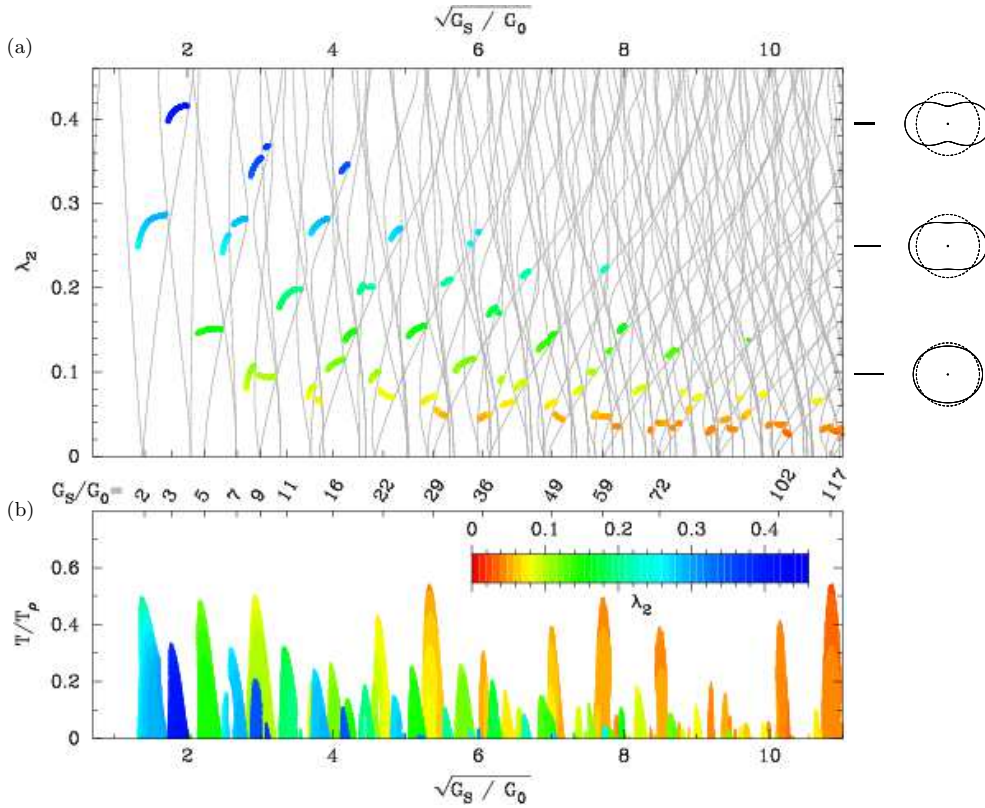 √G_S / G_0
(a)
2 4 6 8 10
λ_2
0.4
0.3
0.2
0.1
0
G_S/G_0= 2 3 5 7 9 11 16 22 29 36 49 59 72 102 117
(b)
0 0.1 0.2 0.3 0.4
λ_2
T/T_ρ
0.6
0.4
0.2
0
2 4 6 8 10
√G_S / G_0